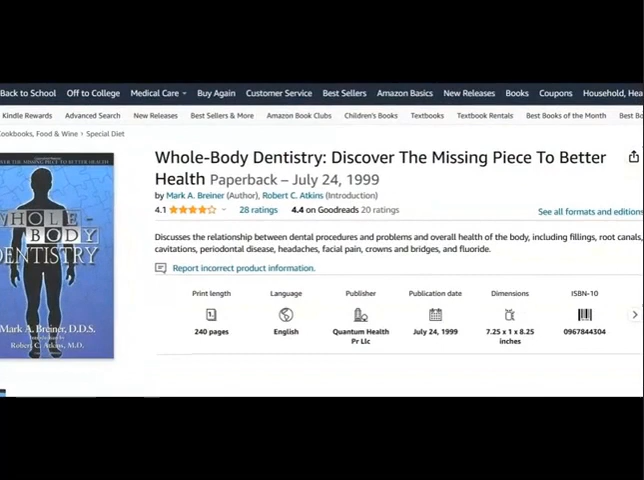 Back to School Off to College Medical Care Buy Again Customer Service Best Sellers Amazon Basics New Releases Books Coupons Household,
Kindle Rewards Advanced Search New Releases Best Sellers & More Amazon Book Clubs Children's Books Textbooks Textbook Rentals Best Books of the Month
Cookbooks, Food & Wine › Special Diet
Whole-Body Dentistry: Discover The Missing Piece To Better
Health Paperback – July 24, 1999
by Mark A. Breiner (Author), Robert C. Atkins (Introduction)
4.1 28 ratings 4.4 on Goodreads 20 ratings
See all formats and editions
Discusses the relationship between dental procedures and problems and overall health of the body, including fillings, root canals,
cavitations, periodontal disease, headaches, facial pain, crowns and bridges, and fluoride.
Report incorrect product information.
Print length Language Publisher Publication date Dimensions ISBN-10
240 pages English Quantum Health July 24, 1999 7.25 x 1 x 8.25 0967844304
Pr Llc inches
WHOLE-
BODY
DENTISTRY
Mark A. Breiner, D.D.S.
Robert C. Atkins, M.D.